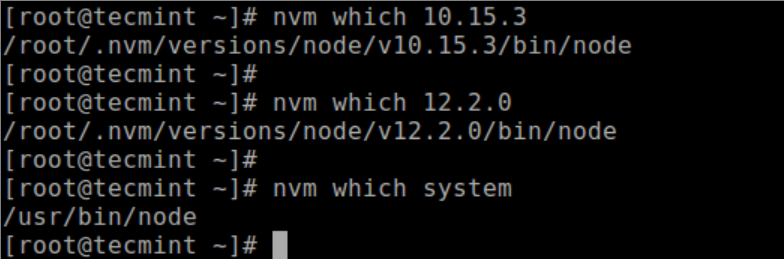 [root@tecmint ~]# nvm which 10.15.3
/root/.nvm/versions/node/v10.15.3/bin/node
[root@tecmint ~]#
[root@tecmint ~]# nvm which 12.2.0
/root/.nvm/versions/node/v12.2.0/bin/node
[root@tecmint ~]#
[root@tecmint ~]# nvm which system
/usr/bin/node
[root@tecmint ~]#